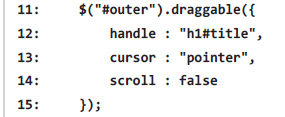 11:     $("#outer").draggable({
12:         handle : "h1#title",
13:         cursor : "pointer",
14:         scroll : false
15:     });